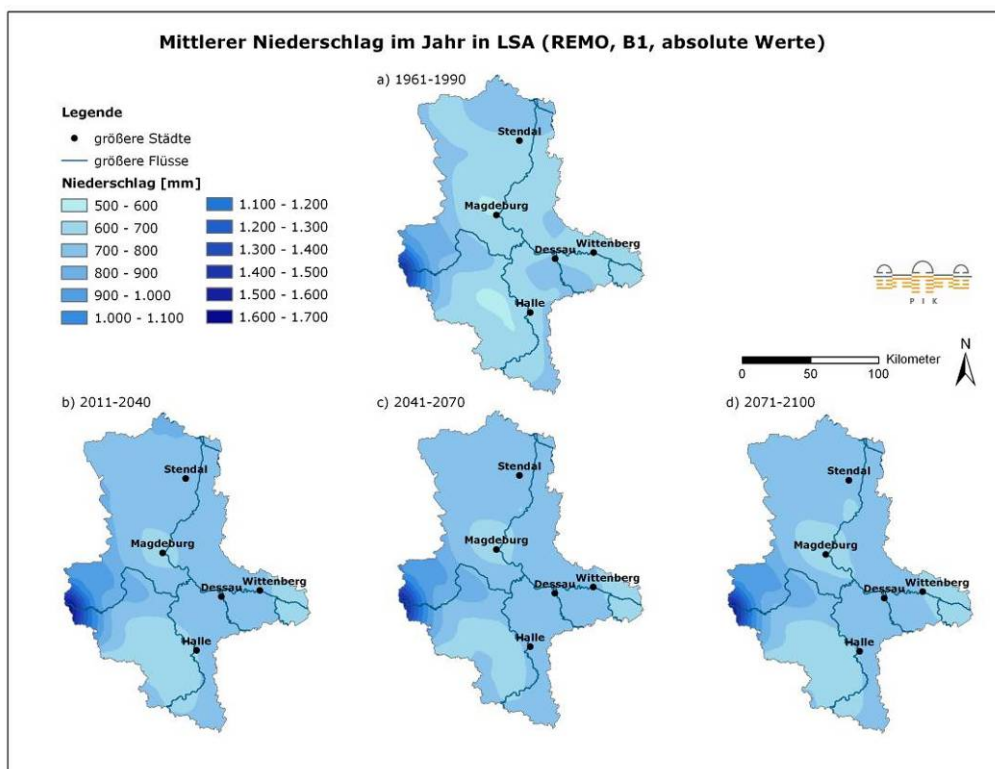 Mittlerer Niederschlag im Jahr in LSA (REMO, B1, absolute Werte)
a) 1961-1990
Legende
größere Städte
größere Flüsse
Niederschlag [mm]
500 - 600
600 - 700
700 - 800
800 - 900
900 - 1.000
1.000 - 1.100
1.100 - 1.200
1.200 - 1.300
1.300 - 1.400
1.400 - 1.500
1.500 - 1.600
1.600 - 1.700
Stendal
Magdeburg
Dessau
Wittenberg
Halle
P I K
N
Kilometer
0 50 100
b) 2011-2040
Stendal
Magdeburg
Dessau
Wittenberg
Halle
c) 2041-2070
Stendal
Magdeburg
Dessau
Wittenberg
Halle
d) 2071-2100
Stendal
Magdeburg
Dessau
Wittenberg
Halle